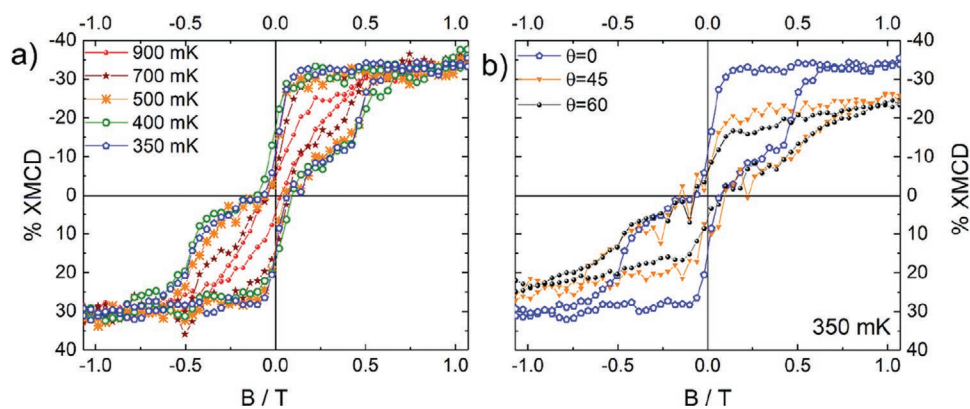 -1.0 -0.5 0.0 0.5 1.0 -1.0 -0.5 0.0 0.5 1.0
a) b)
-40 -40
-30 -30
-20 -20
-10 -10
0 0
10 10
20 20
30 30
40 40
% XMCD
900 mK
700 mK
500 mK
400 mK
350 mK
θ=0
θ=45
θ=60
350 mK
% XMCD
-1.0 -0.5 0.0 0.5 1.0 -1.0 -0.5 0.0 0.5 1.0
B / T B / T